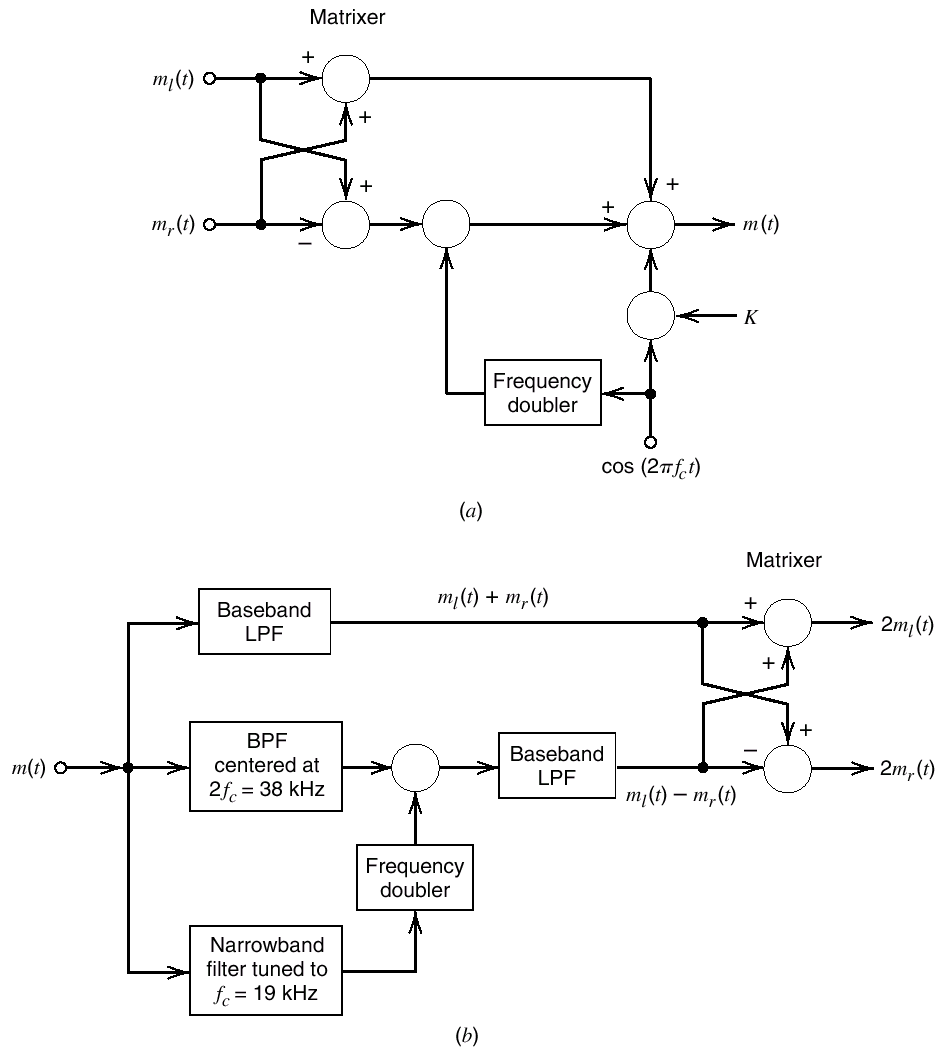 Matrixer
m_l(t)
+
+
+
m_r(t)
−
+
+
m(t)
K
Frequency
doubler
cos (2πf_ct)
(a)
Matrixer
Baseband
LPF
m_l(t) + m_r(t)
+
2m_l(t)
+
+
m(t)
BPF
centered at
2f_c = 38 kHz
Baseband
LPF
−
2m_r(t)
m_l(t) − m_r(t)
Frequency
doubler
Narrowband
filter tuned to
f_c = 19 kHz
(b)